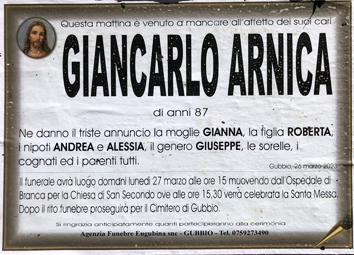 Questa mattina è venuto a mancare all'affetto dei suoi cari
GIANCARLO ARNICA
di anni 87
Ne danno il triste annuncio la moglie GIANNA, la figlia ROBERTA,
i nipoti ANDREA e ALESSIA, il genero GIUSEPPE, le sorelle, i
cognati ed i parenti tutti.
Gubbio, 26 marzo 2023
Il funerale avrà luogo domdni lunedì 27 marzo alle ore 15 muovendo dall'Ospedale di
Branca per la Chiesa di San Secondo ove alle ore 15,30 verrà celebrata la Santa Messa.
Dopo il rito funebre proseguirà per il Cimitero di Gubbio.
Si ringrazia anticipatamente quanti parteciperanno alla cerimonia
Agenzia Funebre Eugubina snc - GUBBIO - Tel. 0759273490